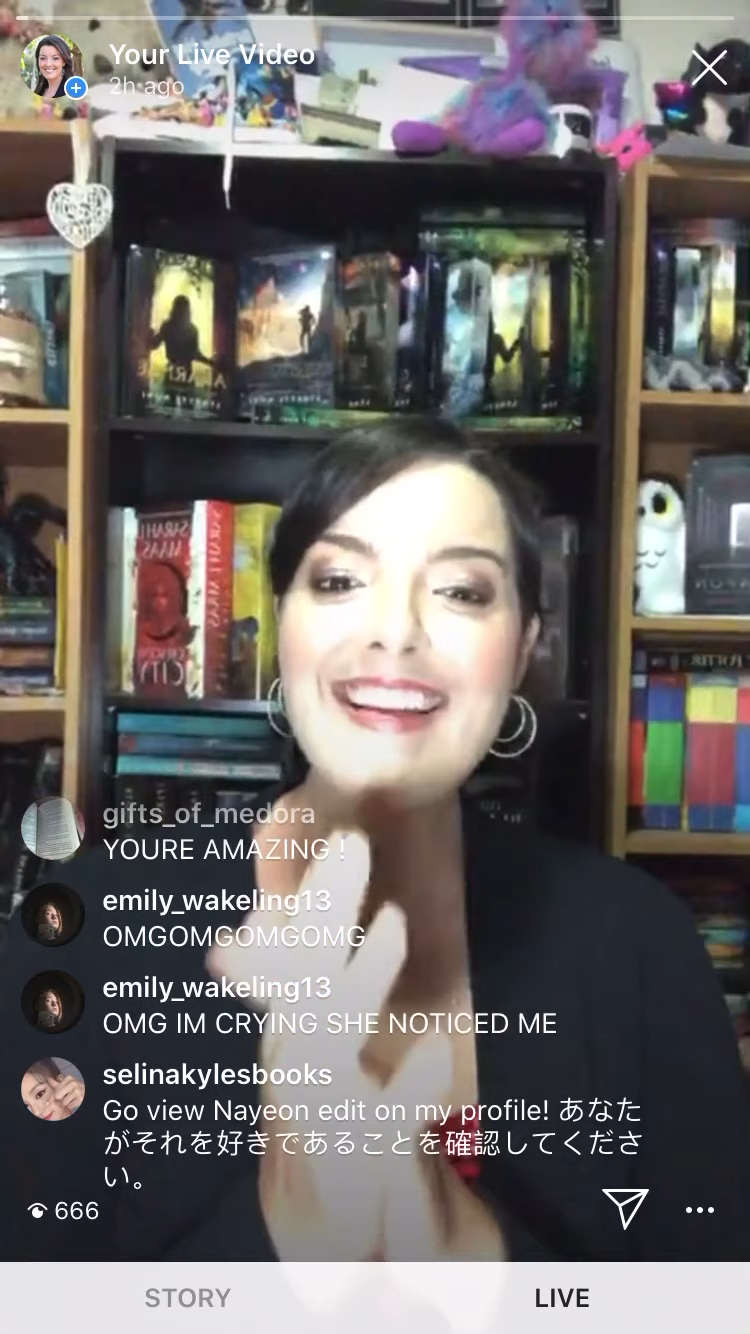 Your Live Video
2h ago
SARAH J.
MAAS
CITY
gifts_of_medora
YOURE AMAZING !
emily_wakeling13
OMGOMGOMGOMG
emily_wakeling13
OMG IM CRYING SHE NOTICED ME
selinakylesbooks
Go view Nayeon edit on my profile! あなた
がそれを好きであることを確認してくださ
い。
666
STORY
LIVE